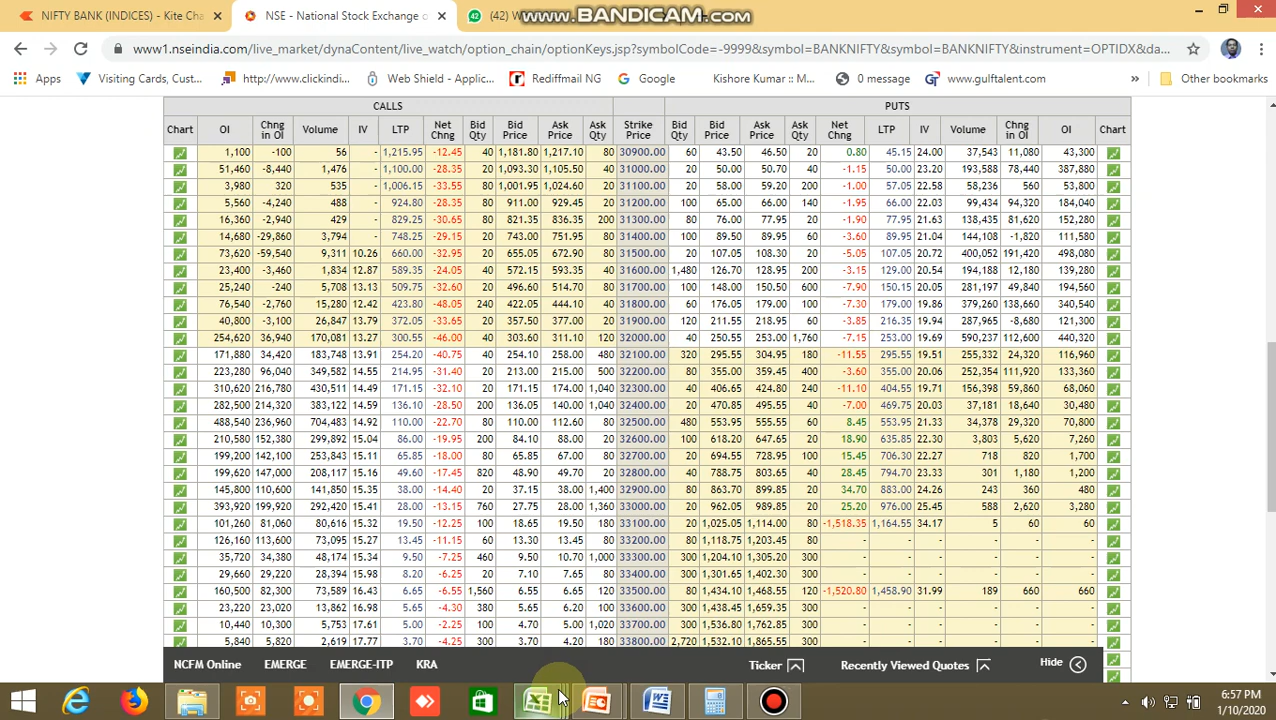 NIFTY BANK (INDICES) - Kite Cha
NSE - National Stock Exchange o
(42) W
www.BANDICAM.com
www1.nseindia.com/live_market/dynaContent/live_watch/option_chain/optionKeys.jsp?symbolCode=-9999&symbol=BANKNIFTY&symbol=BANKNIFTY&instrument=OPTIDX&da...
Apps Visiting Cards, Cust... http://www.clickindi... Web Shield - Applic... Rediffmail NG Google Kishore Kumar :: M... 0 message www.gulftalent.com » Other bookmarks
CALLS PUTS
Chart OI Chng in OI Volume IV LTP Net Chng Bid Qty Bid Price Ask Price Ask Qty Strike Price Bid Qty Bid Price Ask Price Ask Qty Net Chng LTP IV Volume Chng in OI OI Chart
1,100 -100 56 - 1,215.95 -12.45 40 1,181.80 1,217.10 80 30900.00 60 43.50 46.50 20 0.80 45.15 24.00 37,543 11,080 43,300
51,460 -8,440 1,476 - 1,100.00 -28.35 20 1,093.30 1,105.50 40 31000.00 20 50.00 50.70 40 -1.15 50.00 23.20 193,588 78,440 387,880
3,980 320 535 - 1,006.15 -33.55 80 1,001.95 1,024.60 20 31100.00 20 58.00 59.20 200 -1.00 57.05 22.58 58,236 560 53,800
5,560 -4,240 488 - 924.80 -28.35 80 911.00 929.45 20 31200.00 100 65.00 66.00 140 -1.95 66.00 22.03 99,434 94,320 184,040
16,360 -2,940 429 - 829.25 -30.65 80 821.35 836.35 200 31300.00 80 76.00 77.95 20 -1.90 77.95 21.63 138,435 81,620 152,280
14,680 -29,860 3,794 - 748.25 -29.15 20 743.00 751.95 80 31400.00 100 89.50 89.95 60 -3.60 89.95 21.04 144,108 -1,820 111,580
73,620 -59,540 9,311 10.26 660.00 -32.95 20 655.05 672.90 80 31500.00 20 107.05 108.30 20 -5.05 107.05 20.72 400,052 191,420 498,080
23,400 -3,460 1,834 12.87 589.35 -24.05 40 572.15 593.35 40 31600.00 1,480 126.70 128.95 200 -3.15 129.00 20.54 194,188 12,180 139,280
25,240 -240 5,708 13.13 509.75 -32.60 20 496.60 514.70 80 31700.00 100 148.00 150.50 600 -7.90 150.15 20.05 281,197 49,840 194,560
76,540 -2,760 15,280 12.42 423.80 -48.05 240 422.05 444.10 40 31800.00 60 176.05 179.00 100 -7.30 179.00 19.86 379,260 138,660 340,540
40,800 -3,100 26,847 13.79 372.05 -33.65 20 357.50 377.00 20 31900.00 120 211.55 218.95 60 -3.85 216.35 19.94 287,965 -8,680 121,300
254,620 36,940 170,081 13.27 300.55 -46.00 40 303.60 311.10 120 32000.00 40 250.55 253.00 1,760 -7.15 253.00 19.69 590,237 112,600 440,320
171,880 34,420 183,748 13.91 254.20 -40.75 40 254.10 258.00 480 32100.00 320 295.55 304.95 180 -11.55 295.55 19.51 255,332 24,320 116,960
223,280 96,040 349,582 14.55 214.95 -31.40 20 213.00 215.00 500 32200.00 80 355.00 359.45 400 -3.60 355.00 20.06 252,354 111,920 133,360
310,620 216,780 430,511 14.49 171.15 -32.10 20 171.15 174.00 1,040 32300.00 40 406.65 424.80 240 -11.10 404.55 19.71 156,398 59,860 68,060
282,500 214,320 383,122 14.59 136.10 -28.50 200 136.05 140.00 1,040 32400.00 20 470.85 495.55 40 -7.00 469.75 20.03 37,181 18,640 30,480
488,540 236,960 704,483 14.92 110.00 -22.70 80 110.00 112.60 80 32500.00 480 553.95 555.55 60 8.45 553.95 21.33 34,378 29,320 70,800
210,580 152,380 299,892 15.04 86.00 -19.95 200 84.10 88.00 20 32600.00 100 618.20 647.65 20 18.90 635.85 22.30 3,803 5,620 7,260
199,200 142,100 253,843 15.11 65.85 -18.00 80 65.85 67.00 80 32700.00 20 694.55 728.95 100 15.45 706.30 22.27 718 820 1,700
199,620 147,000 208,117 15.16 49.60 -17.45 820 48.90 49.70 20 32800.00 40 788.75 803.65 40 28.45 794.70 23.33 301 1,180 1,200
145,800 110,600 141,850 15.35 38.00 -14.40 20 37.15 38.00 1,400 32900.00 80 863.70 899.85 20 34.70 883.00 24.26 243 360 480
393,920 199,920 292,420 15.41 28.00 -13.15 760 27.75 28.00 1,360 33000.00 20 962.05 989.85 20 25.20 976.00 25.45 588 2,620 3,280
101,260 81,060 80,616 15.32 19.50 -12.25 100 18.65 19.50 180 33100.00 20 1,025.05 1,114.00 80 -1,518.35 1,164.55 34.17 5 60 60
126,160 113,600 73,095 15.27 13.45 -11.15 60 13.30 13.45 80 33200.00 80 1,118.75 1,203.45 80 - - - - - -
35,720 34,380 48,174 15.34 9.50 -7.25 460 9.50 10.70 1,000 33300.00 300 1,204.10 1,305.20 300 - - - - - -
29,660 29,220 28,394 15.98 8.20 -6.25 20 7.10 7.65 80 33400.00 300 1,301.65 1,402.30 300 - - - - - -
160,500 82,300 73,589 16.43 6.65 -6.55 1,560 6.55 6.65 120 33500.00 80 1,434.10 1,468.55 120 -1,520.80 1,458.90 31.99 189 660 660
23,220 23,020 13,862 16.98 5.65 -4.30 380 5.65 6.20 100 33600.00 300 1,438.45 1,659.35 300 - - - - - -
10,440 10,300 5,753 17.61 5.00 -2.25 100 4.70 5.00 1,020 33700.00 300 1,536.80 1,762.85 300 - - - - - -
5,840 5,820 2,619 17.77 3.70 -4.25 300 3.70 4.20 180 33800.00 2,720 1,532.10 1,865.55 300 - - - - - -
NCFM Online EMERGE EMERGE-ITP KRA Ticker Recently Viewed Quotes Hide
6:57 PM
1/10/2020